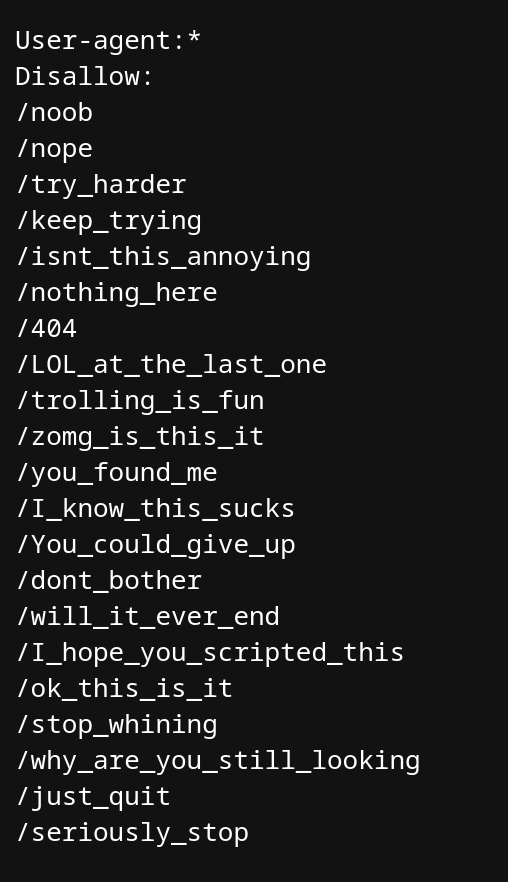 User-agent:*
Disallow:
/noob
/nope
/try_harder
/keep_trying
/isnt_this_annoying
/nothing_here
/404
/LOL_at_the_last_one
/trolling_is_fun
/zomg_is_this_it
/you_found_me
/I_know_this_sucks
/You_could_give_up
/dont_bother
/will_it_ever_end
/I_hope_you_scripted_this
/ok_this_is_it
/stop_whining
/why_are_you_still_looking
/just_quit
/seriously_stop